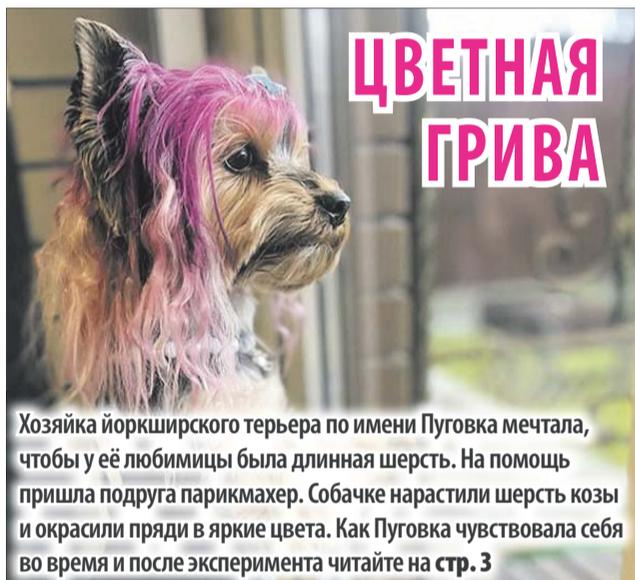 ЦВЕТНАЯ
ГРИВА
Хозяйка йоркширского терьера по имени Пуговка мечтала,
чтобы у её любимицы была длинная шерсть. На помощь
пришла подруга парикмахер. Собачке нарастили шерсть козы
и окрасили пряди в яркие цвета. Как Пуговка чувствовала себя
во время и после эксперимента читайте на стр. 3